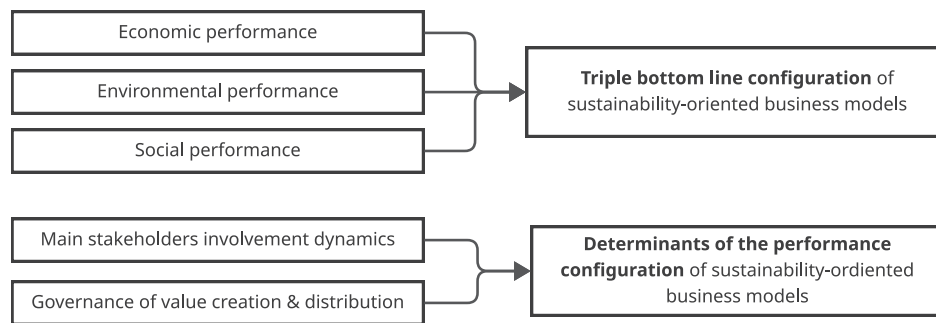 Economic performance
Environmental performance
Social performance
Triple bottom line configuration of
sustainability-oriented business models
Main stakeholders involvement dynamics
Governance of value creation & distribution
Determinants of the performance
configuration of sustainability-ordiented
business models